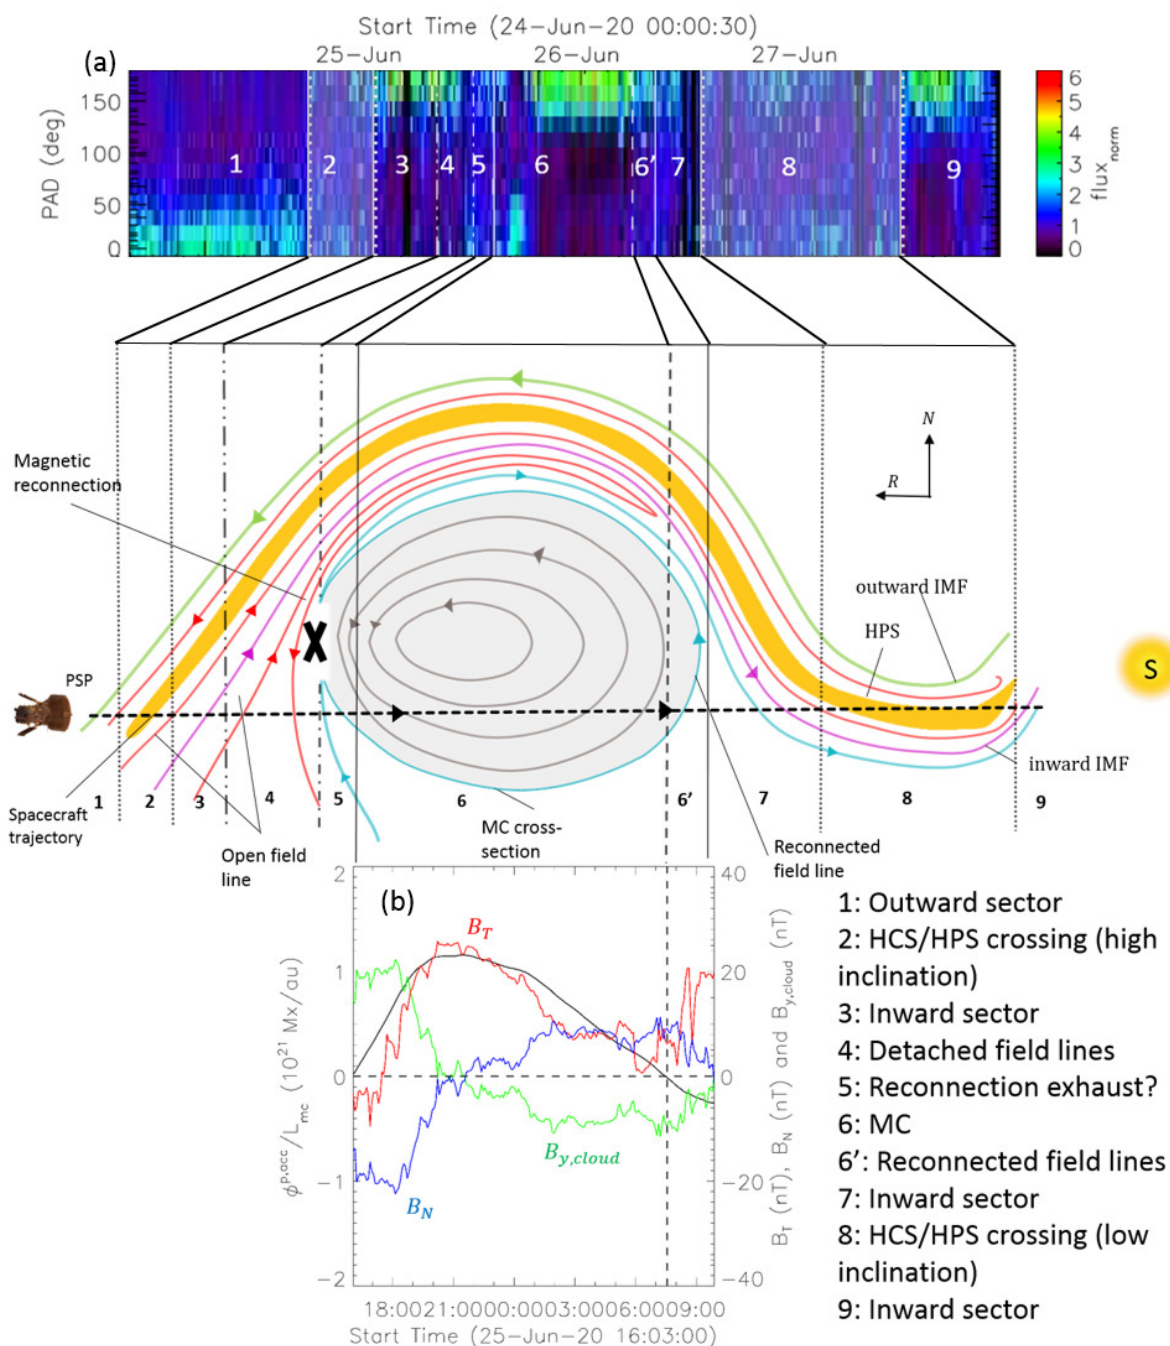 Start Time (24-Jun-20 00:00:30)
25-Jun 26-Jun 27-Jun
(a)
PAD (deg)
150
100
50
0
1 2 3 4 5 6 6' 7 8 9
6
5
4
3
2
1
0
flux_norm
Magnetic
reconnection
N
R
outward IMF
HPS
S
PSP
inward IMF
1 2 3 4 5 6 6' 7 8 9
Spacecraft
trajectory
Open field
line
MC cross-
section
Reconnected
field line
(b)
2
1
0
−1
−2
ϕ^p,acc/L_mc (10^21 Mx/au)
40
20
0
−20
−40
B_T (nT), B_N (nT) and B_y,cloud (nT)
B_T
B_y,cloud
B_N
18:00 21:00 00:00 03:00 06:00 09:00
Start Time (25-Jun-20 16:03:00)
1: Outward sector
2: HCS/HPS crossing (high
inclination)
3: Inward sector
4: Detached field lines
5: Reconnection exhaust?
6: MC
6': Reconnected field lines
7: Inward sector
8: HCS/HPS crossing (low
inclination)
9: Inward sector